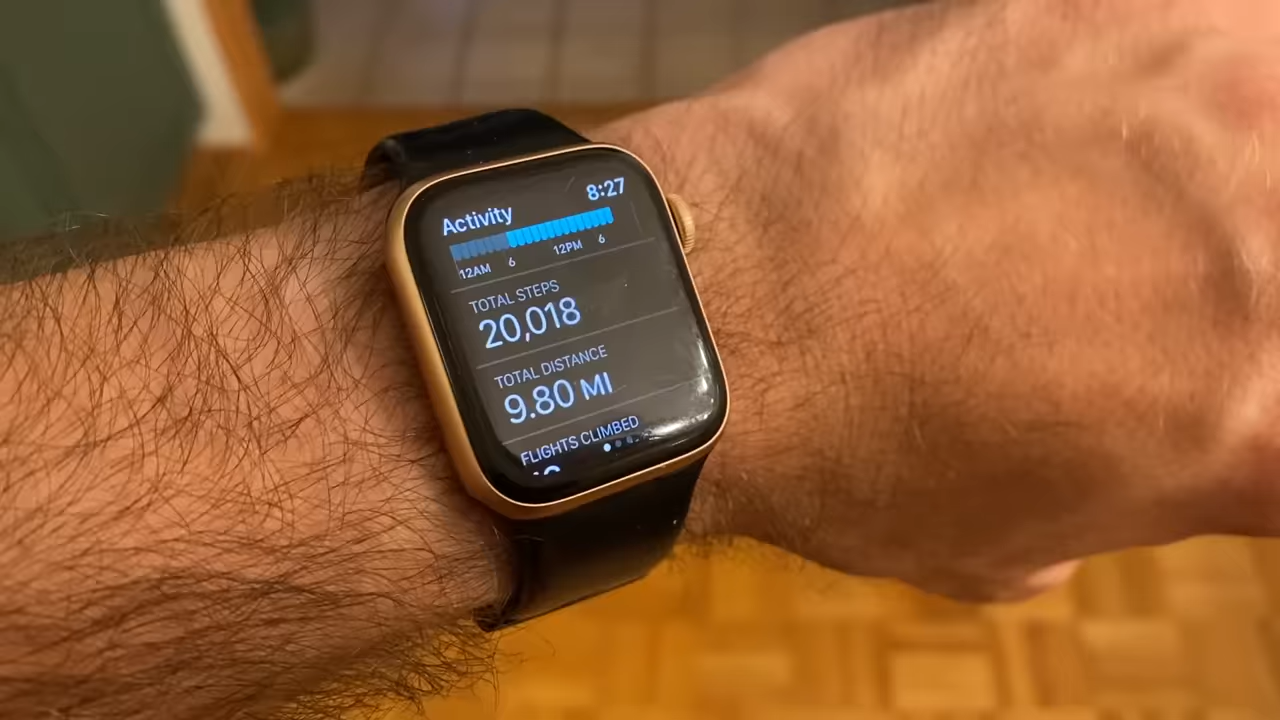 8:27
Activity
12AM 6 12PM 6
TOTAL STEPS
20,018
TOTAL DISTANCE
9.80 MI
FLIGHTS CLIMBED